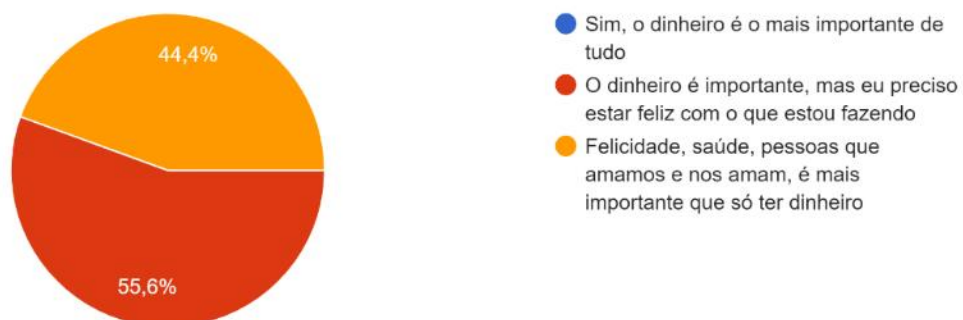 44,4%
55,6%
Sim, o dinheiro é o mais importante de
tudo
O dinheiro é importante, mas eu preciso
estar feliz com o que estou fazendo
Felicidade, saúde, pessoas que
amamos e nos amam, é mais
importante que só ter dinheiro